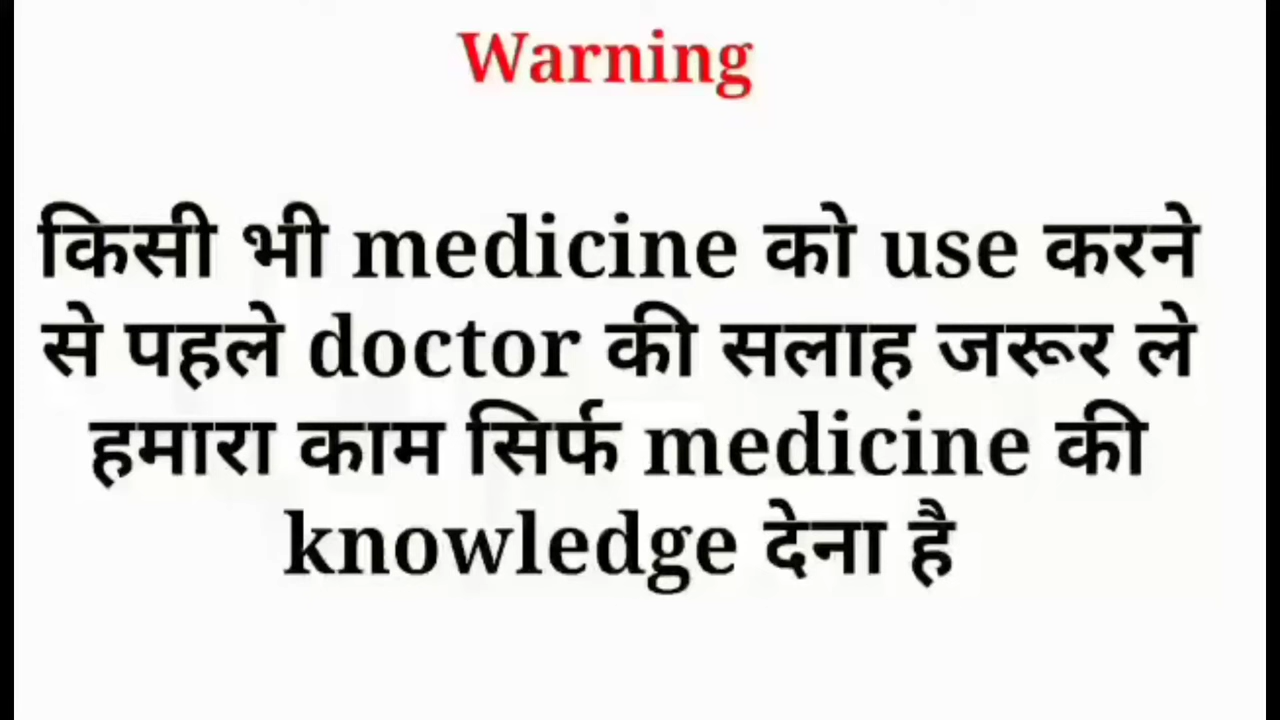 Warning
किसी भी medicine को use करने
से पहले doctor की सलाह जरूर ले
हमारा काम सिर्फ medicine की
knowledge देना है